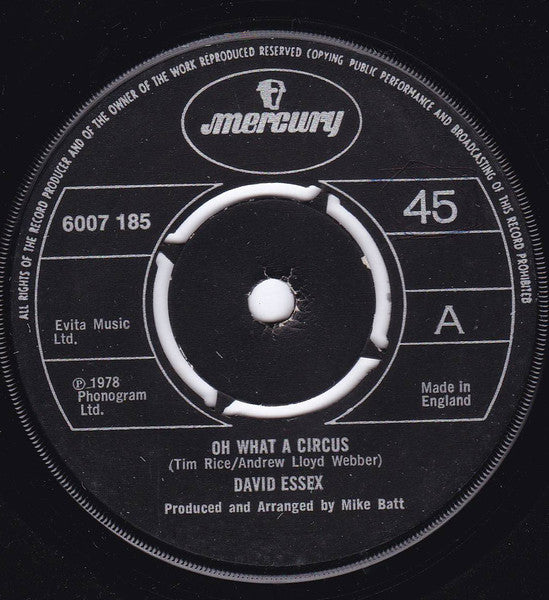 ALL RIGHTS OF THE RECORD PRODUCER AND OF THE OWNER OF THE WORK REPRODUCED RESERVED COPYING PUBLIC PERFORMANCE AND BROADCASTING OF THIS RECORD PROHIBITED
mercury
6007 185
45
Evita Music
Ltd.
A
℗ 1978
Phonogram
Ltd.
Made in
England
OH WHAT A CIRCUS
(Tim Rice/Andrew Lloyd Webber)
DAVID ESSEX
Produced and Arranged by Mike Batt